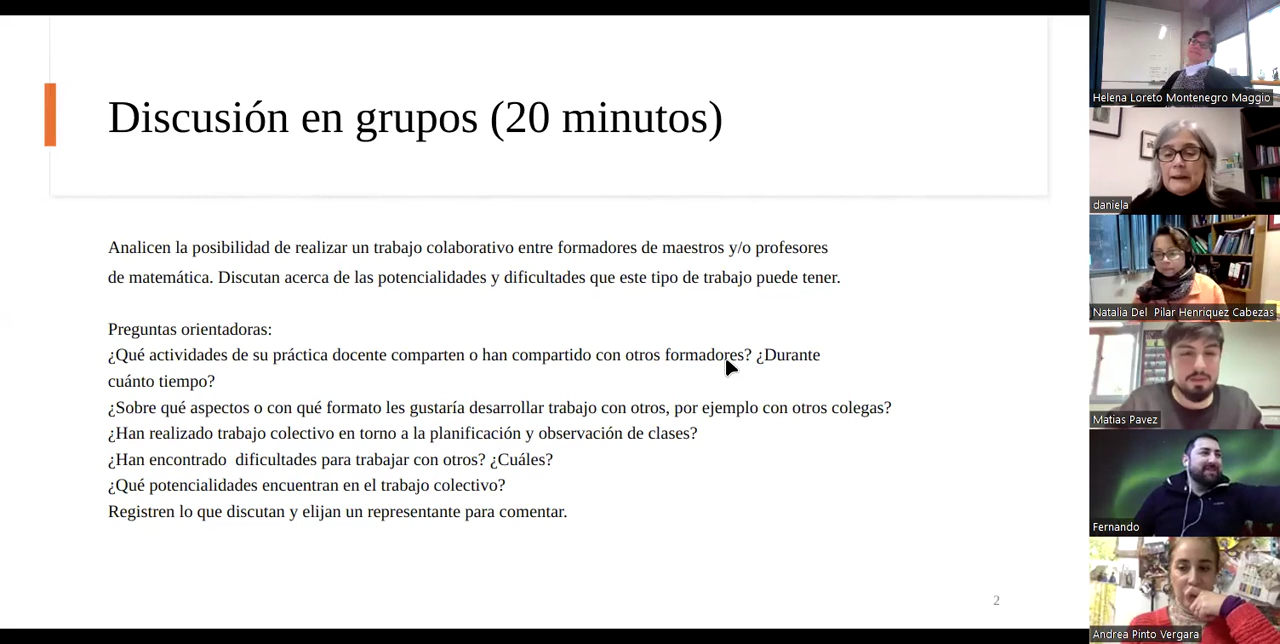 Discusión en grupos (20 minutos)
Analicen la posibilidad de realizar un trabajo colaborativo entre formadores de maestros y/o profesores
de matemática. Discutan acerca de las potencialidades y dificultades que este tipo de trabajo puede tener.
Preguntas orientadoras:
¿Qué actividades de su práctica docente comparten o han compartido con otros formadores? ¿Durante
cuánto tiempo?
¿Sobre qué aspectos o con qué formato les gustaría desarrollar trabajo con otros, por ejemplo con otros colegas?
¿Han realizado trabajo colectivo en torno a la planificación y observación de clases?
¿Han encontrado  dificultades para trabajar con otros? ¿Cuáles?
¿Qué potencialidades encuentran en el trabajo colectivo?
Registren lo que discutan y elijan un representante para comentar.
2
Helena Loreto Montenegro Maggio
daniela
Natalia Del  Pilar Henriquez Cabezas
Matias Pavez
Fernando
Andrea Pinto Vergara